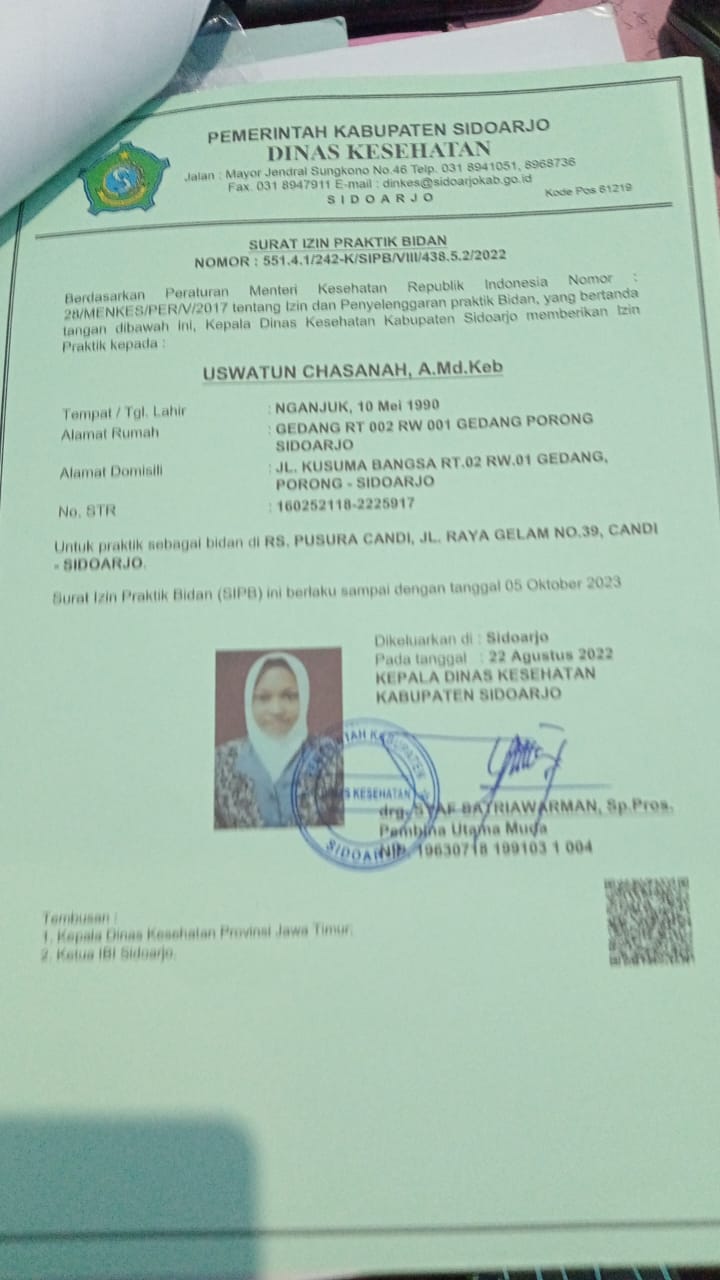 PEMERINTAH KABUPATEN SIDOARJO
DINAS KESEHATAN
Jalan : Mayor Jendral Sungkono No.46 Telp. 031 8941051, 8968736
Fax. 031 8947911 E-mail : dinkes@sidoarjokab.go.id
SIDOARJO
Kode Pos 61219
SURAT IZIN PRAKTIK BIDAN
NOMOR : 551.4.1/242-K/SIPB/VIII/438.5.2/2022
Berdasarkan Peraturan Menteri Kesehatan Republik Indonesia Nomor :
28/MENKES/PER/V/2017 tentang Izin dan Penyelenggaran praktik Bidan, yang bertanda
tangan dibawah ini, Kepala Dinas Kesehatan Kabupaten Sidoarjo memberikan Izin
Praktik kepada :
USWATUN CHASANAH, A.Md.Keb
Tempat / Tgl. Lahir : NGANJUK, 10 Mei 1990
Alamat Rumah : GEDANG RT 002 RW 001 GEDANG PORONG
SIDOARJO
Alamat Domisili : JL. KUSUMA BANGSA RT.02 RW.01 GEDANG,
PORONG - SIDOARJO
No. STR : 160252118-2225917
Untuk praktik sebagai bidan di RS. PUSURA CANDI, JL. RAYA GELAM NO.39, CANDI
- SIDOARJO.
Surat Izin Praktik Bidan (SIPB) ini berlaku sampai dengan tanggal 05 Oktober 2023
Dikeluarkan di : Sidoarjo
Pada tanggal : 22 Agustus 2022
KEPALA DINAS KESEHATAN
KABUPATEN SIDOARJO
KABUPATEN
KESEHATAN
drg. SATRIAWARMAN, Sp.Pros.
Pembina Utama Muda
NIP. 19630718 199103 1 004
Tembusan :
1. Kepala Dinas Kesehatan Provinsi Jawa Timur.
2. Ketua IBI Sidoarjo.